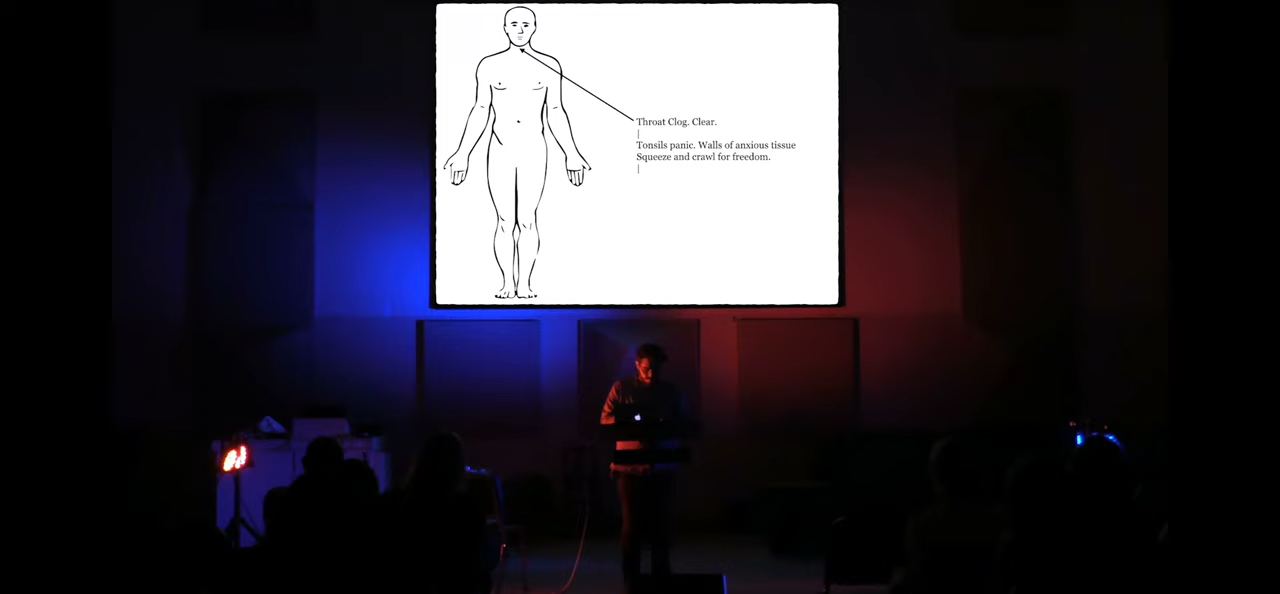 Throat Clog. Clear.
|
Tonsils panic. Walls of anxious tissue
Squeeze and crawl for freedom.
|